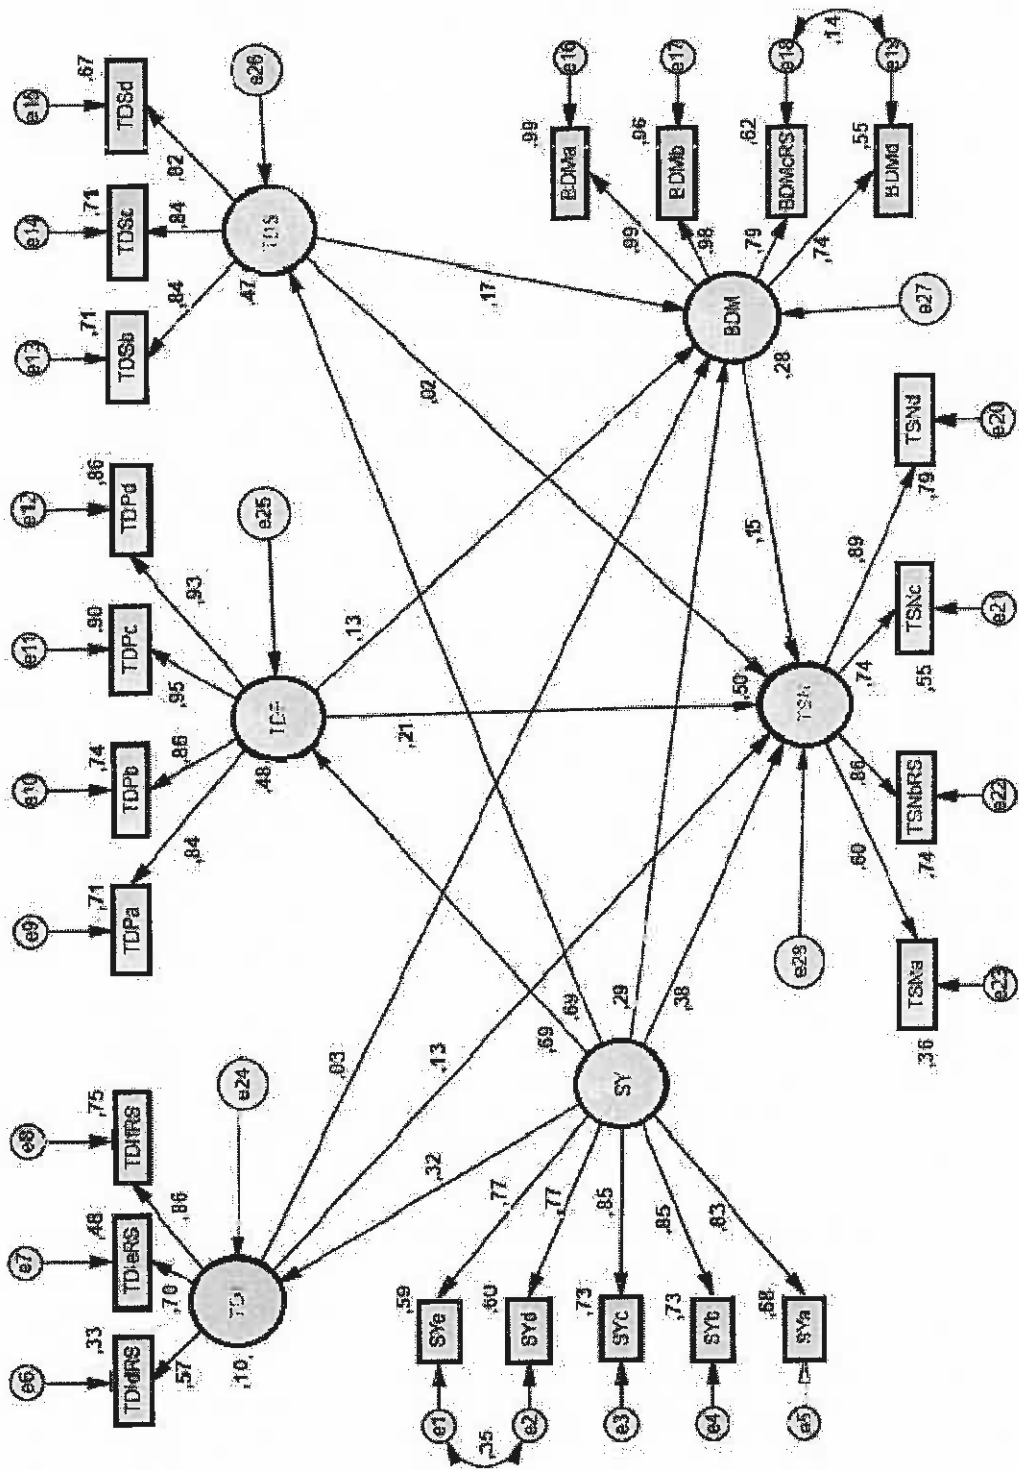 e6
e7
e8
e9
e10
e11
e12
e13
e14
e15
,33
,48
,75
,71
,74
,90
,86
,71
,71
,67
TDIdRS
TDIeRS
TDIfRS
TDPa
TDPb
TDPc
TDPd
TDSb
TDSc
TDSd
,57
,70
,86
,84
,86
,95
,93
,84
,84
,82
e24
e25
e26
,10
,48
,47
TDP
TDS
,32
,03
,13
,69
,69
,21
,13
,02
,17
,29
,38
,15
e1
e2
e3
e4
e5
,35
,59
,60
,73
,73
,68
SYe
SYd
SYc
SYb
SYa
,77
,77
,85
,85
,83
SY
BDM
,28
e27
,99
,98
,79
,74
,99
,96
,62
,55
BDMa
BDMb
BDMcRS
BDMd
e16
e17
e18
e19
,14
,50
e28
,60
,86
,74
,89
TSNa
TSNbRS
TSNc
TSNd
,36
,74
,55
,79
e23
e22
e21
e20